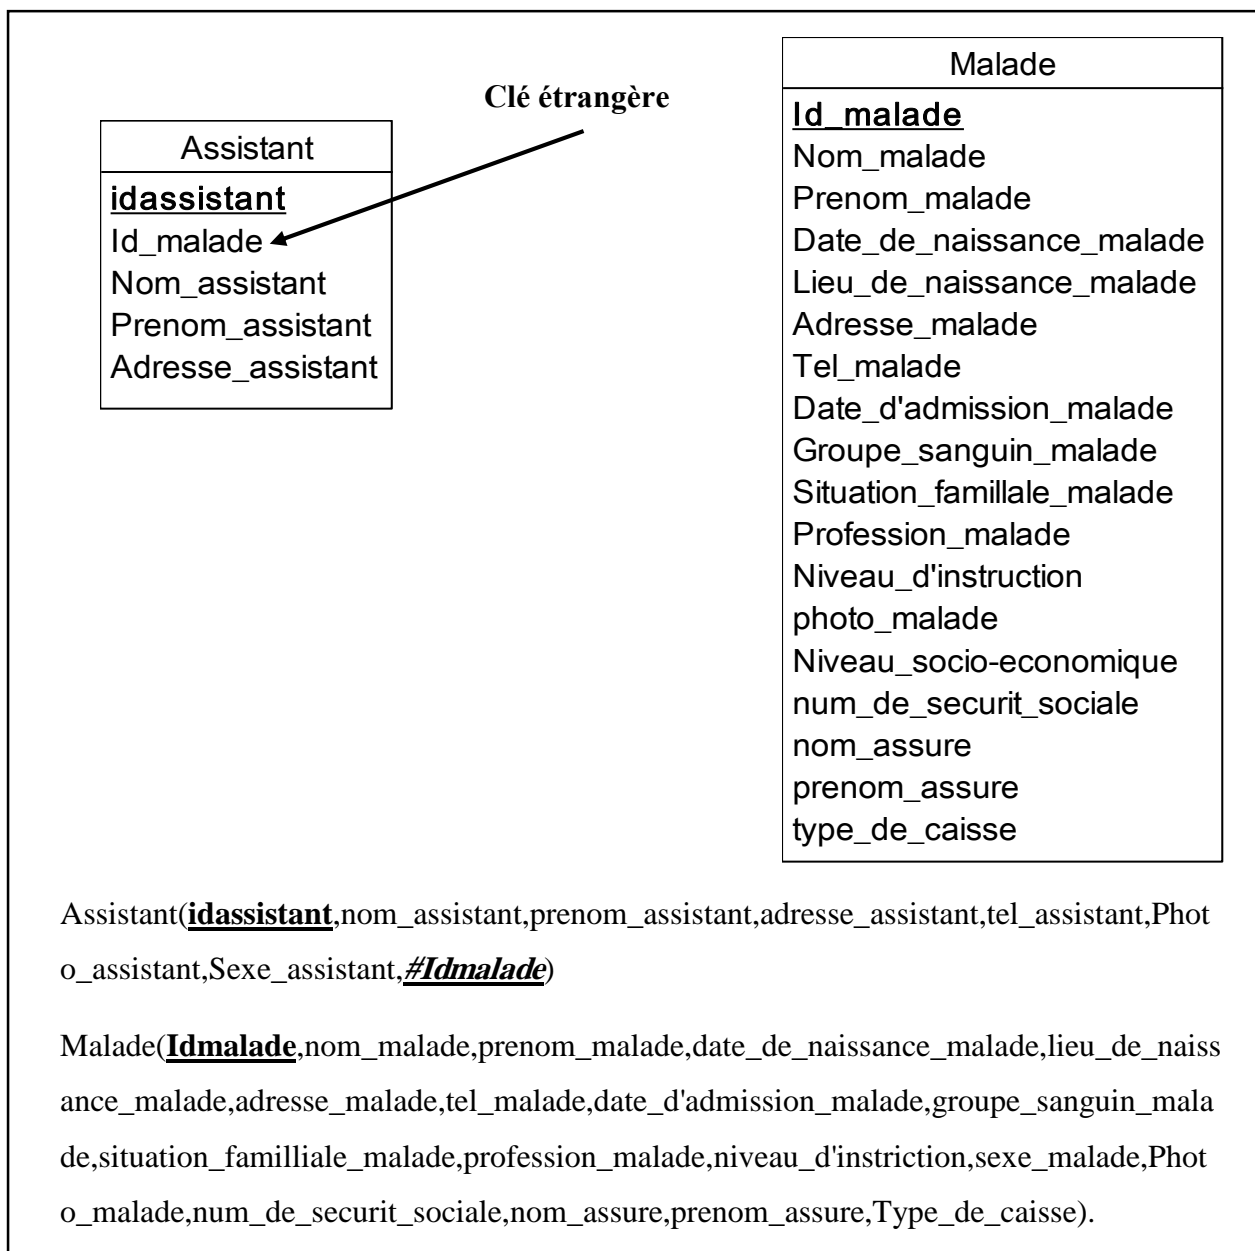 Clé étrangère
Assistant
idassistant
Id_malade
Nom_assistant
Prenom_assistant
Adresse_assistant
Malade
Id_malade
Nom_malade
Prenom_malade
Date_de_naissance_malade
Lieu_de_naissance_malade
Adresse_malade
Tel_malade
Date_d'admission_malade
Groupe_sanguin_malade
Situation_famillale_malade
Profession_malade
Niveau_d'instruction
photo_malade
Niveau_socio-economique
num_de_securit_sociale
nom_assure
prenom_assure
type_de_caisse
Assistant(idassistant,nom_assistant,prenom_assistant,adresse_assistant,tel_assistant,Phot
o_assistant,Sexe_assistant,#Idmalade)
Malade(Idmalade,nom_malade,prenom_malade,date_de_naissance_malade,lieu_de_naiss
ance_malade,adresse_malade,tel_malade,date_d'admission_malade,groupe_sanguin_mala
de,situation_familliale_malade,profession_malade,niveau_d'instriction,sexe_malade,Phot
o_malade,num_de_securit_sociale,nom_assure,prenom_assure,Type_de_caisse).